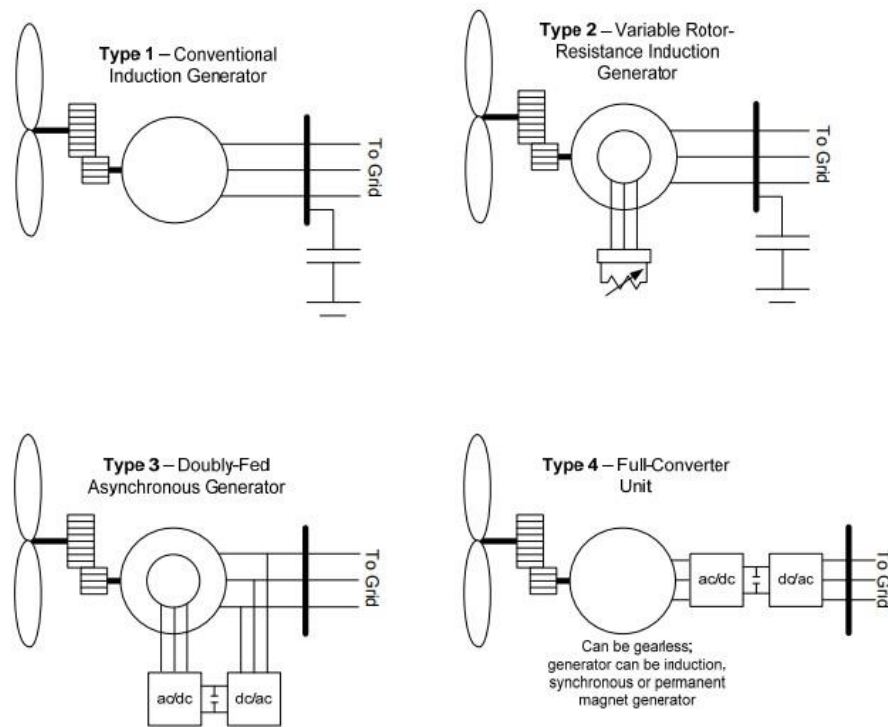 Type 1 – Conventional
Induction Generator
To Grid
Type 2 – Variable Rotor-
Resistance Induction
Generator
To Grid
Type 3 – Doubly-Fed
Asynchronous Generator
To Grid
ac/dc
dc/ac
Type 4 – Full-Converter
Unit
ac/dc
dc/ac
To Grid
Can be gearless;
generator can be induction,
synchronous or permanent
magnet generator